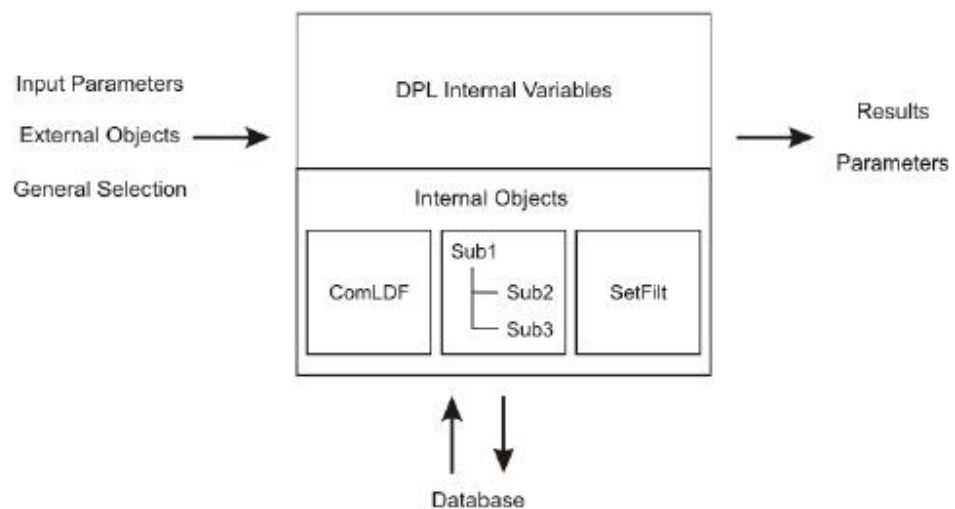 Input Parameters
External Objects
General Selection
DPL Internal Variables
Internal Objects
ComLDF
Sub1
Sub2
Sub3
SetFilt
Results
Parameters
Database